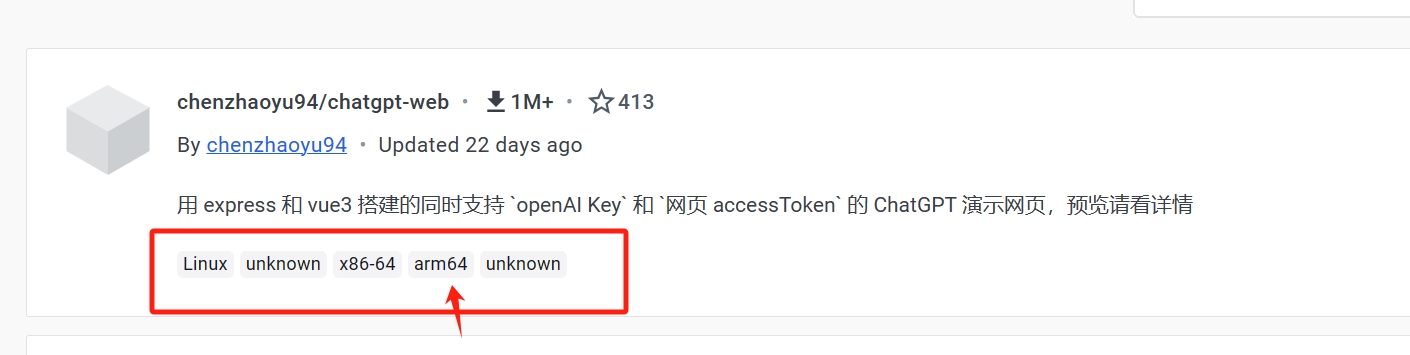 chenzhaoyu94/chatgpt-web • 1M+ • 413
By chenzhaoyu94 • Updated 22 days ago
用 express 和 vue3 搭建的同时支持 `openAI Key` 和 `网页 accessToken` 的 ChatGPT 演示网页，预览请看详情
Linux unknown x86-64 arm64 unknown